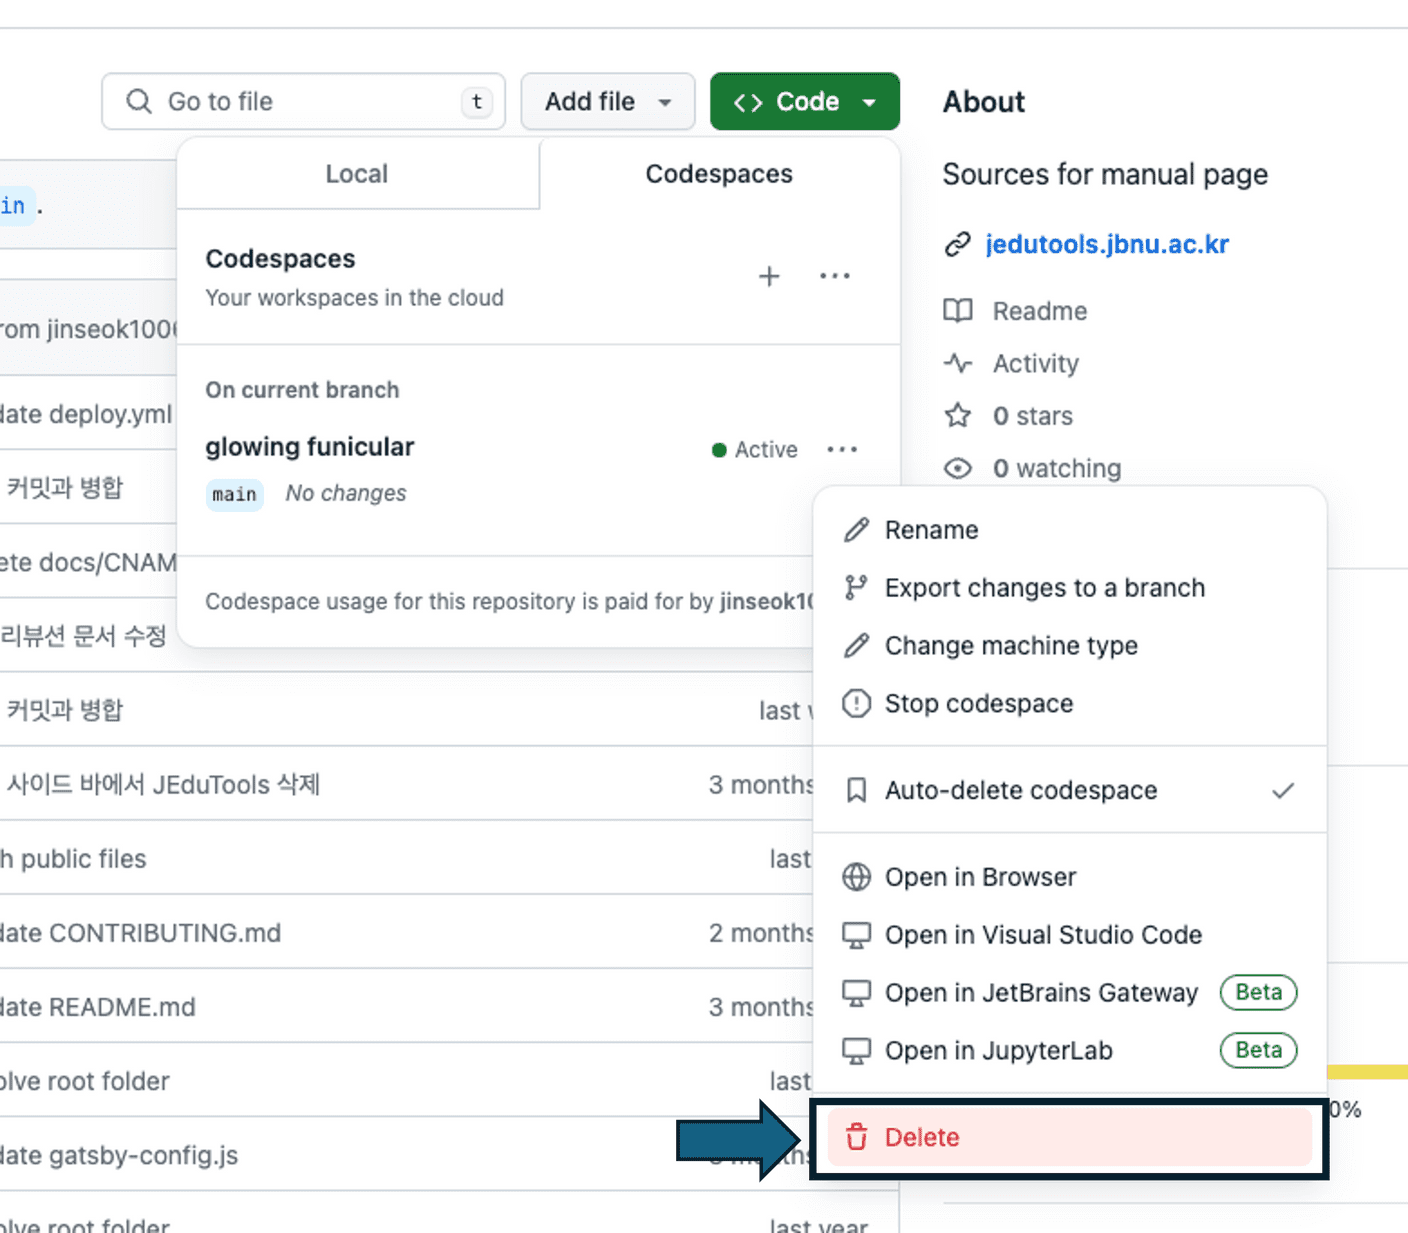 Go to file
t
Add file
Code
About
Local
Codespaces
Sources for manual page
in .
jedutools.jbnu.ac.kr
Codespaces
Your workspaces in the cloud
Readme
rom jinseok100
Activity
On current branch
date deploy.yml
0 stars
glowing funicular
Active
0 watching
커밋과 병합
main
No changes
Rename
ete docs/CNAM
Export changes to a branch
Codespace usage for this repository is paid for by jinseok10
리뷰션 문서 수정
Change machine type
커밋과 병합
last
Stop codespace
사이드 바에서 JEduTools 삭제
3 months
Auto-delete codespace
h public files
last
Open in Browser
date CONTRIBUTING.md
2 months
Open in Visual Studio Code
date README.md
3 months
Open in JetBrains Gateway
Beta
Open in JupyterLab
Beta
olve root folder
last
0%
Delete
date gatsby-config.js
olve root folder
last year